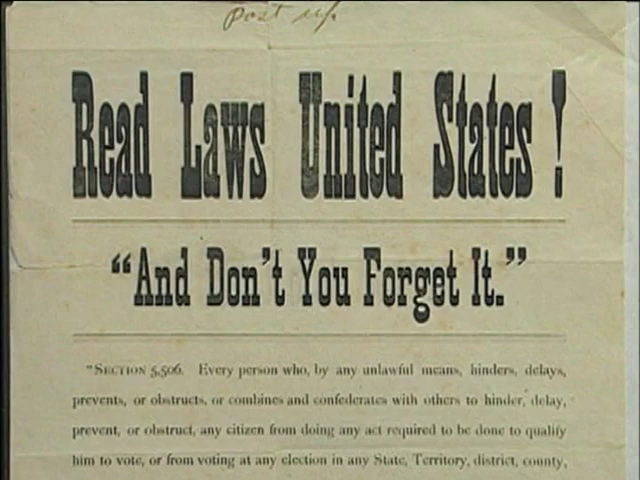 Post up.
Read Laws United States !
"And Don't You Forget It."
"SECTION 5,506. Every person who, by any unlawful means, hinders, delays,
prevents, or obstructs, or combines and confederates with others to hinder, delay,
prevent, or obstruct, any citizen from doing any act required to be done to qualify
him to vote, or from voting at any election in any State, Territory, district, county,